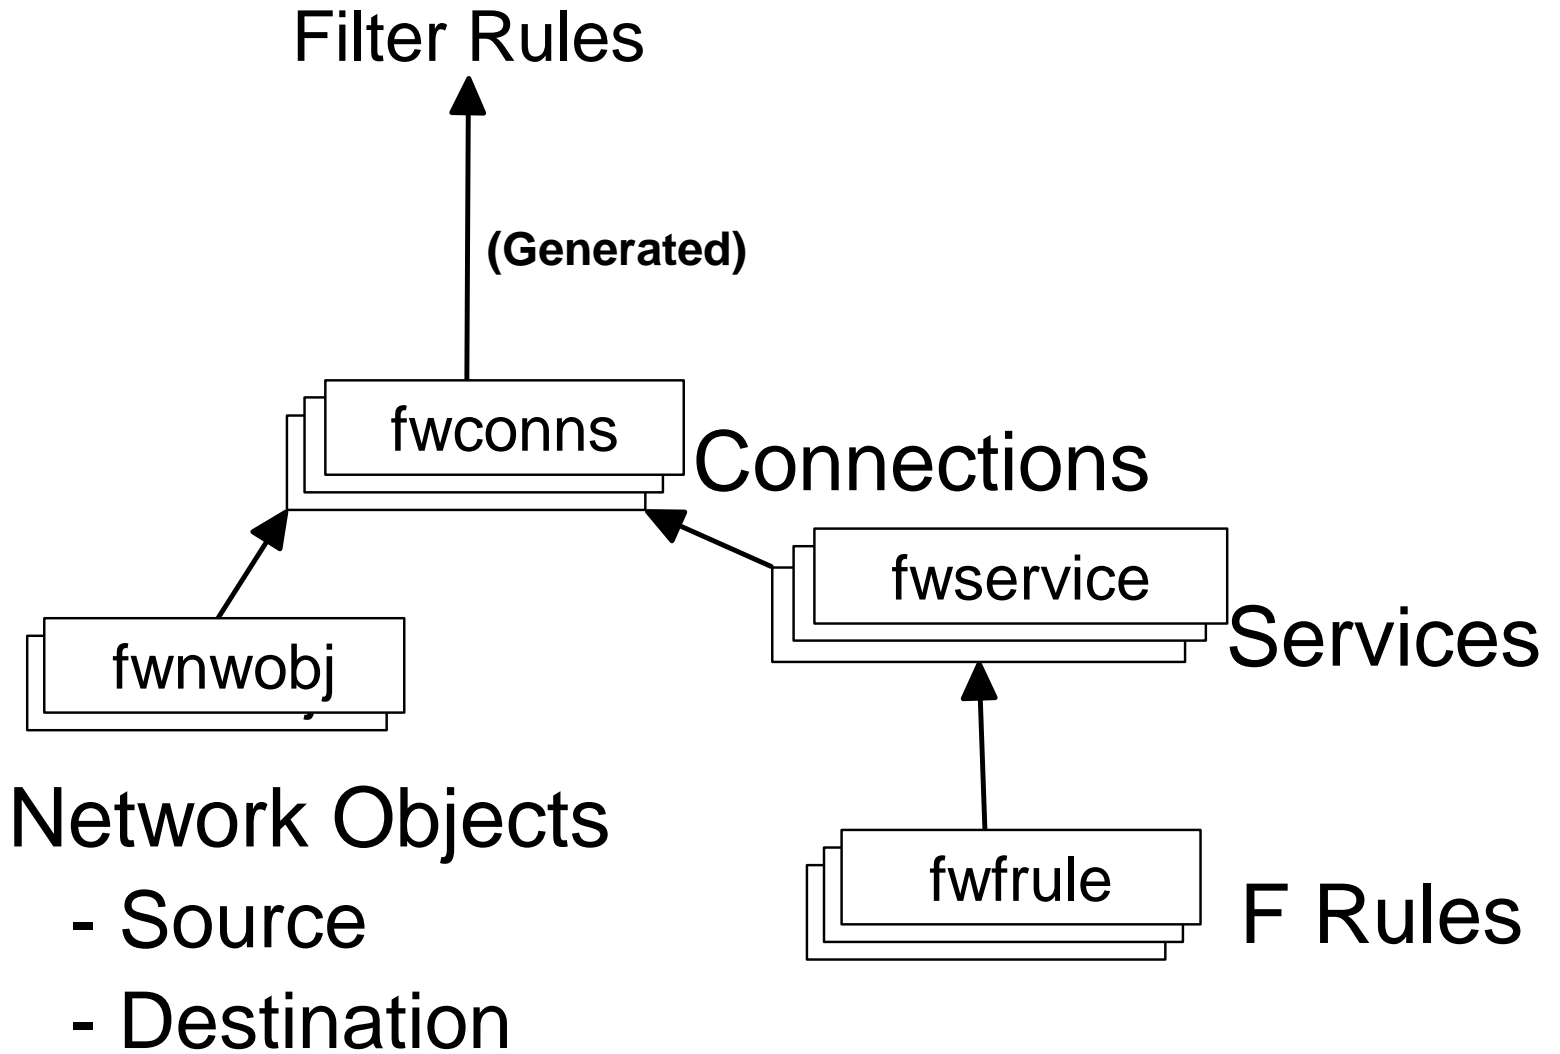 Filter Rules
(Generated)
fwconns
Connections
fwservice
Services
fwnwobj
Network Objects
- Source
- Destination
fwfrule
F Rules